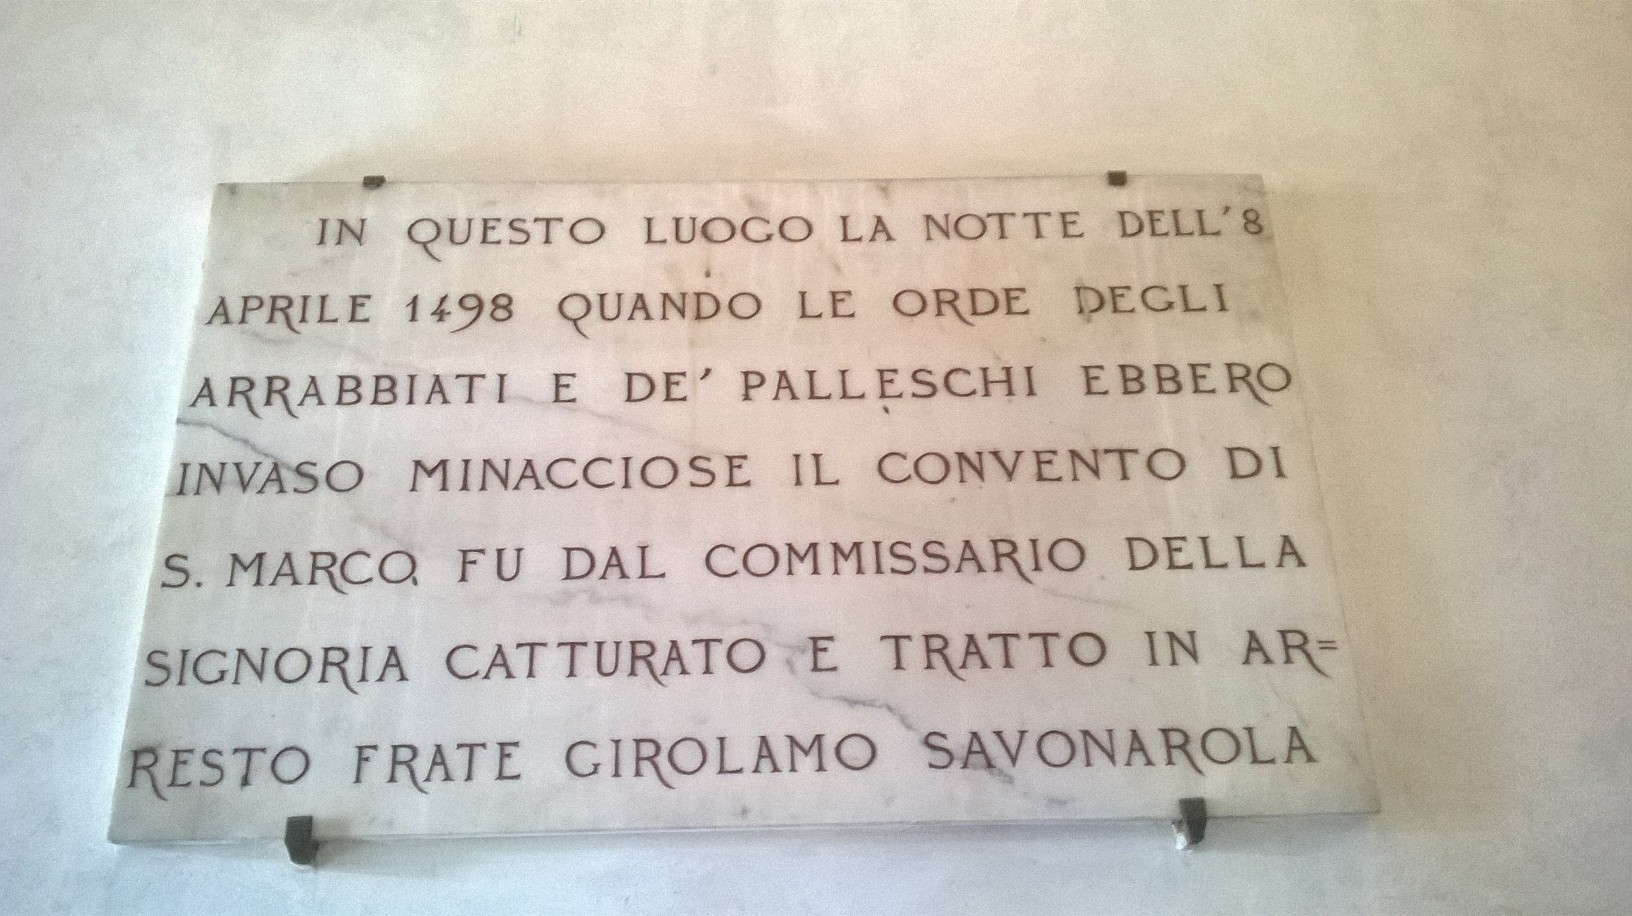 IN QUESTO LUOGO LA NOTTE DELL'8
APRILE 1498 QUANDO LE ORDE DEGLI
ARRABBIATI E DE' PALLESCHI EBBERO
INVASO MINACCIOSE IL CONVENTO DI
S. MARCO, FU DAL COMMISSARIO DELLA
SIGNORIA CATTURATO E TRATTO IN AR=
RESTO FRATE GIROLAMO SAVONAROLA